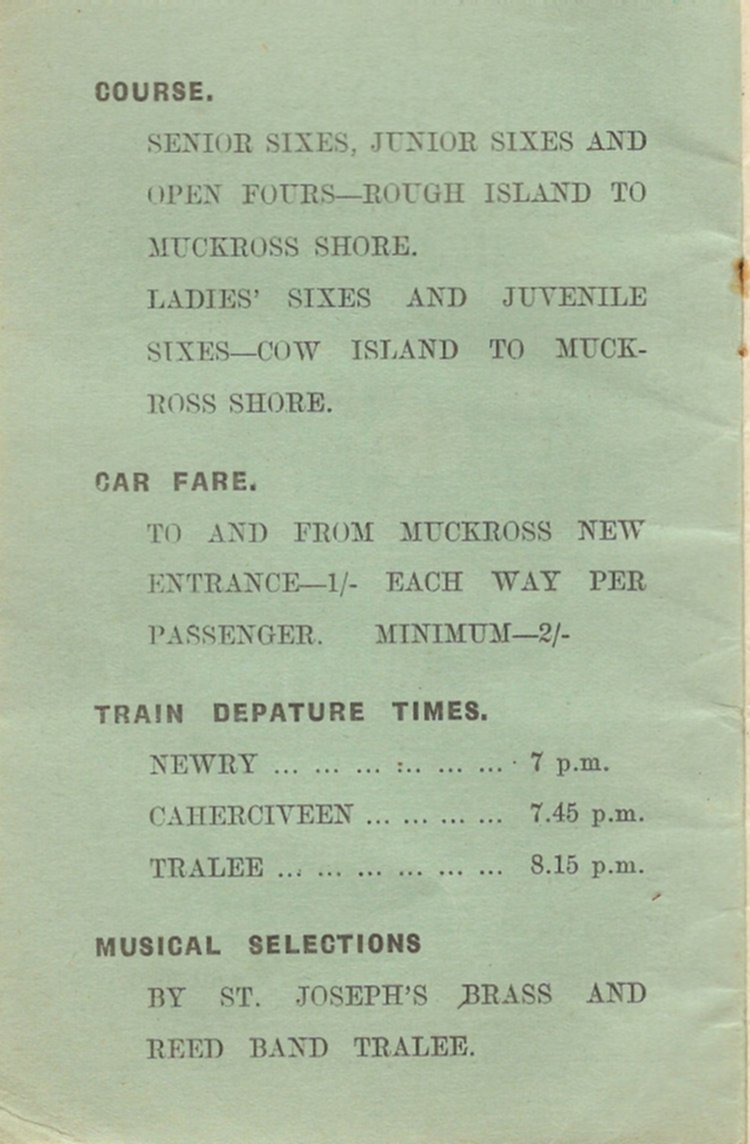 COURSE.
SENIOR SIXES, JUNIOR SIXES AND
OPEN FOURS—ROUGH ISLAND TO
MUCKROSS SHORE.
LADIES' SIXES AND JUVENILE
SIXES—COW ISLAND TO MUCK-
ROSS SHORE.
CAR FARE.
TO AND FROM MUCKROSS NEW
ENTRANCE—1/- EACH WAY PER
PASSENGER. MINIMUM—2/-
TRAIN DEPATURE TIMES.
NEWRY ... ... ... ... ... ... 7 p.m.
CAHERCIVEEN ... ... ... ... 7.45 p.m.
TRALEE ... ... ... ... ... ... 8.15 p.m.
MUSICAL SELECTIONS
BY ST. JOSEPH'S BRASS AND
REED BAND TRALEE.